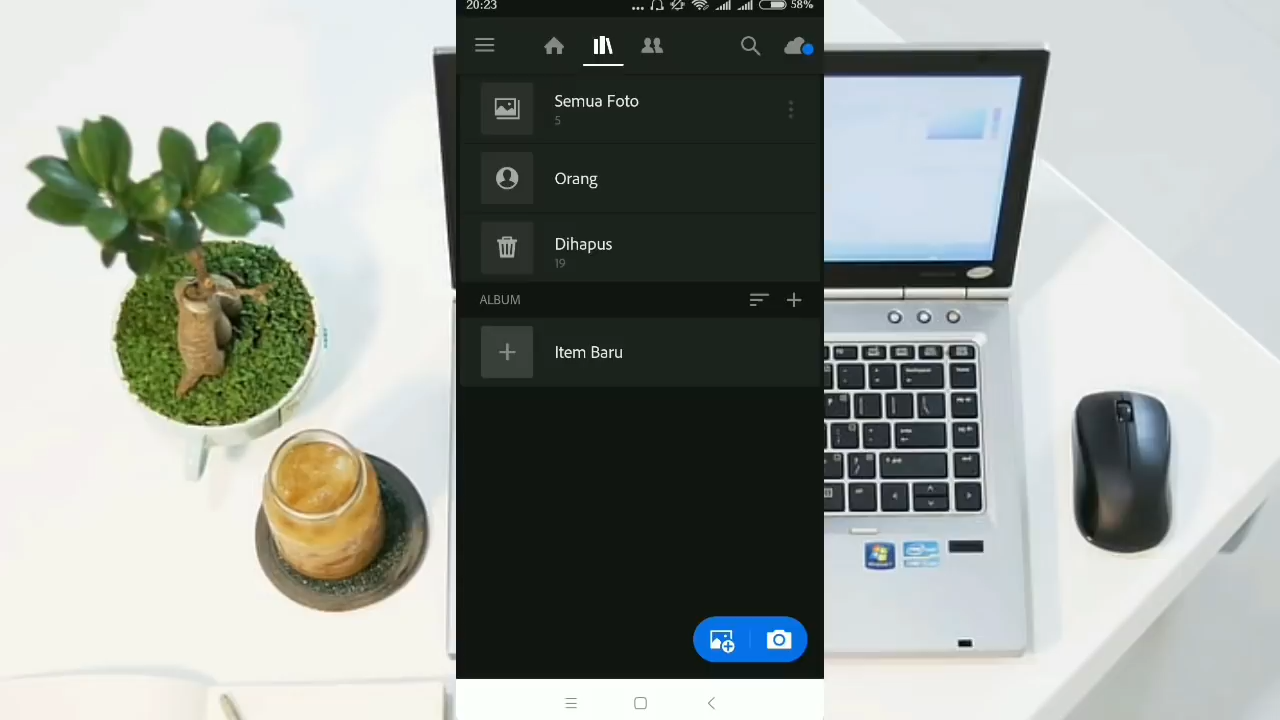 20:23
58%
Semua Foto
5
Orang
Dihapus
19
ALBUM
Item Baru